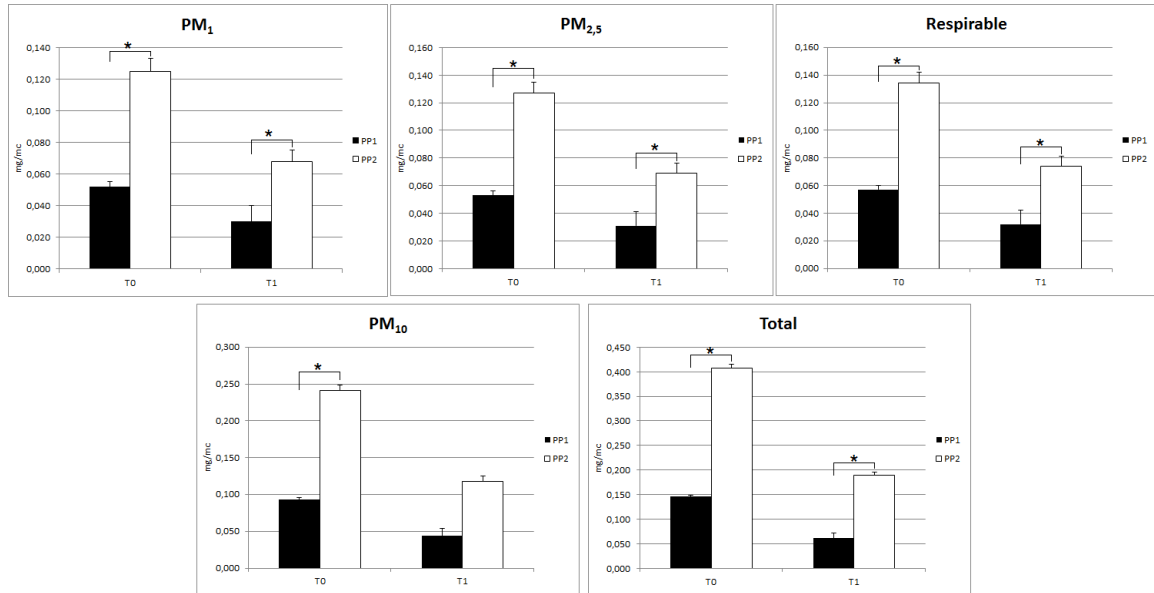 PM1
0,140
0,120
0,100
0,080
0,060
0,040
0,020
0,000
mg/mc
*
*
T0
T1
PP1
PP2
PM2,5
0,160
0,140
0,120
0,100
0,080
0,060
0,040
0,020
0,000
mg/mc
*
*
T0
T1
PP1
PP2
Respirable
0,160
0,140
0,120
0,100
0,080
0,060
0,040
0,020
0,000
mg/mc
*
*
T0
T1
PP1
PP2
PM10
0,300
0,250
0,200
0,150
0,100
0,050
0,000
mg/mc
*
T0
T1
PP1
PP2
Total
0,450
0,400
0,350
0,300
0,250
0,200
0,150
0,100
0,050
0,000
mg/mc
*
*
T0
T1
PP1
PP2